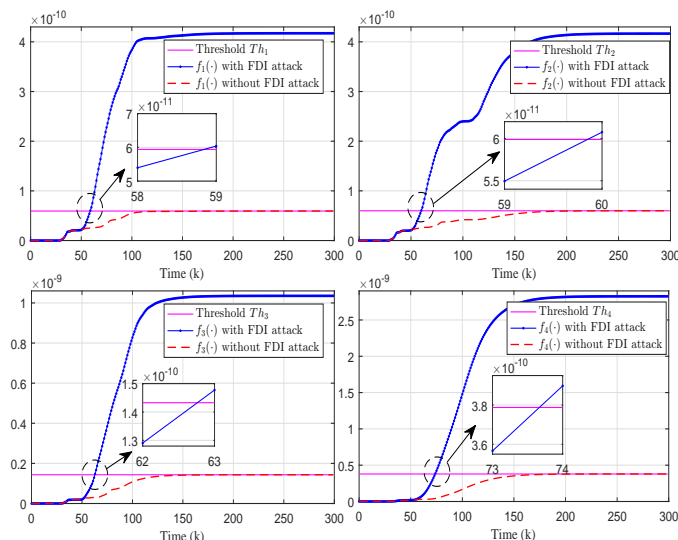 ×10⁻¹⁰
4
3
2
1
0
0 50 100 150 200 250 300
Time (k)
Threshold Th₁
f₁(·) with FDI attack
f₁(·) without FDI attack
×10⁻¹¹
7
6
5
58 59
×10⁻¹⁰
4
3
2
1
0
0 50 100 150 200 250 300
Time (k)
Threshold Th₂
f₂(·) with FDI attack
f₂(·) without FDI attack
×10⁻¹¹
6
5.5
59 60
×10⁻⁹
1
0.8
0.6
0.4
0.2
0
0 50 100 150 200 250 300
Time (k)
Threshold Th₃
f₃(·) with FDI attack
f₃(·) without FDI attack
×10⁻¹⁰
1.5
1.4
1.3
62 63
×10⁻⁹
2.5
2
1.5
1
0.5
0
0 50 100 150 200 250 300
Time (k)
Threshold Th₄
f₄(·) with FDI attack
f₄(·) without FDI attack
×10⁻¹⁰
3.8
3.6
73 74